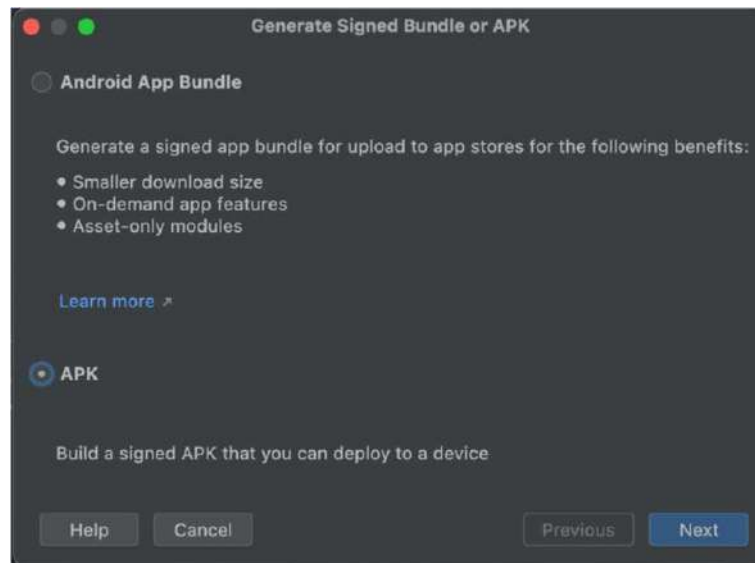 Generate Signed Bundle or APK
Android App Bundle
Generate a signed app bundle for upload to app stores for the following benefits:
• Smaller download size
• On-demand app features
• Asset-only modules
Learn more ↗
APK
Build a signed APK that you can deploy to a device
Help Cancel Previous Next